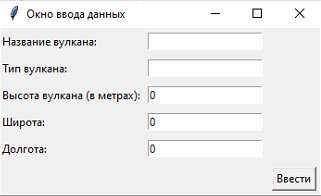 Окно ввода данных
Название вулкана:
Тип вулкана:
Высота вулкана (в метрах): 0
Широта: 0
Долгота: 0
Ввести